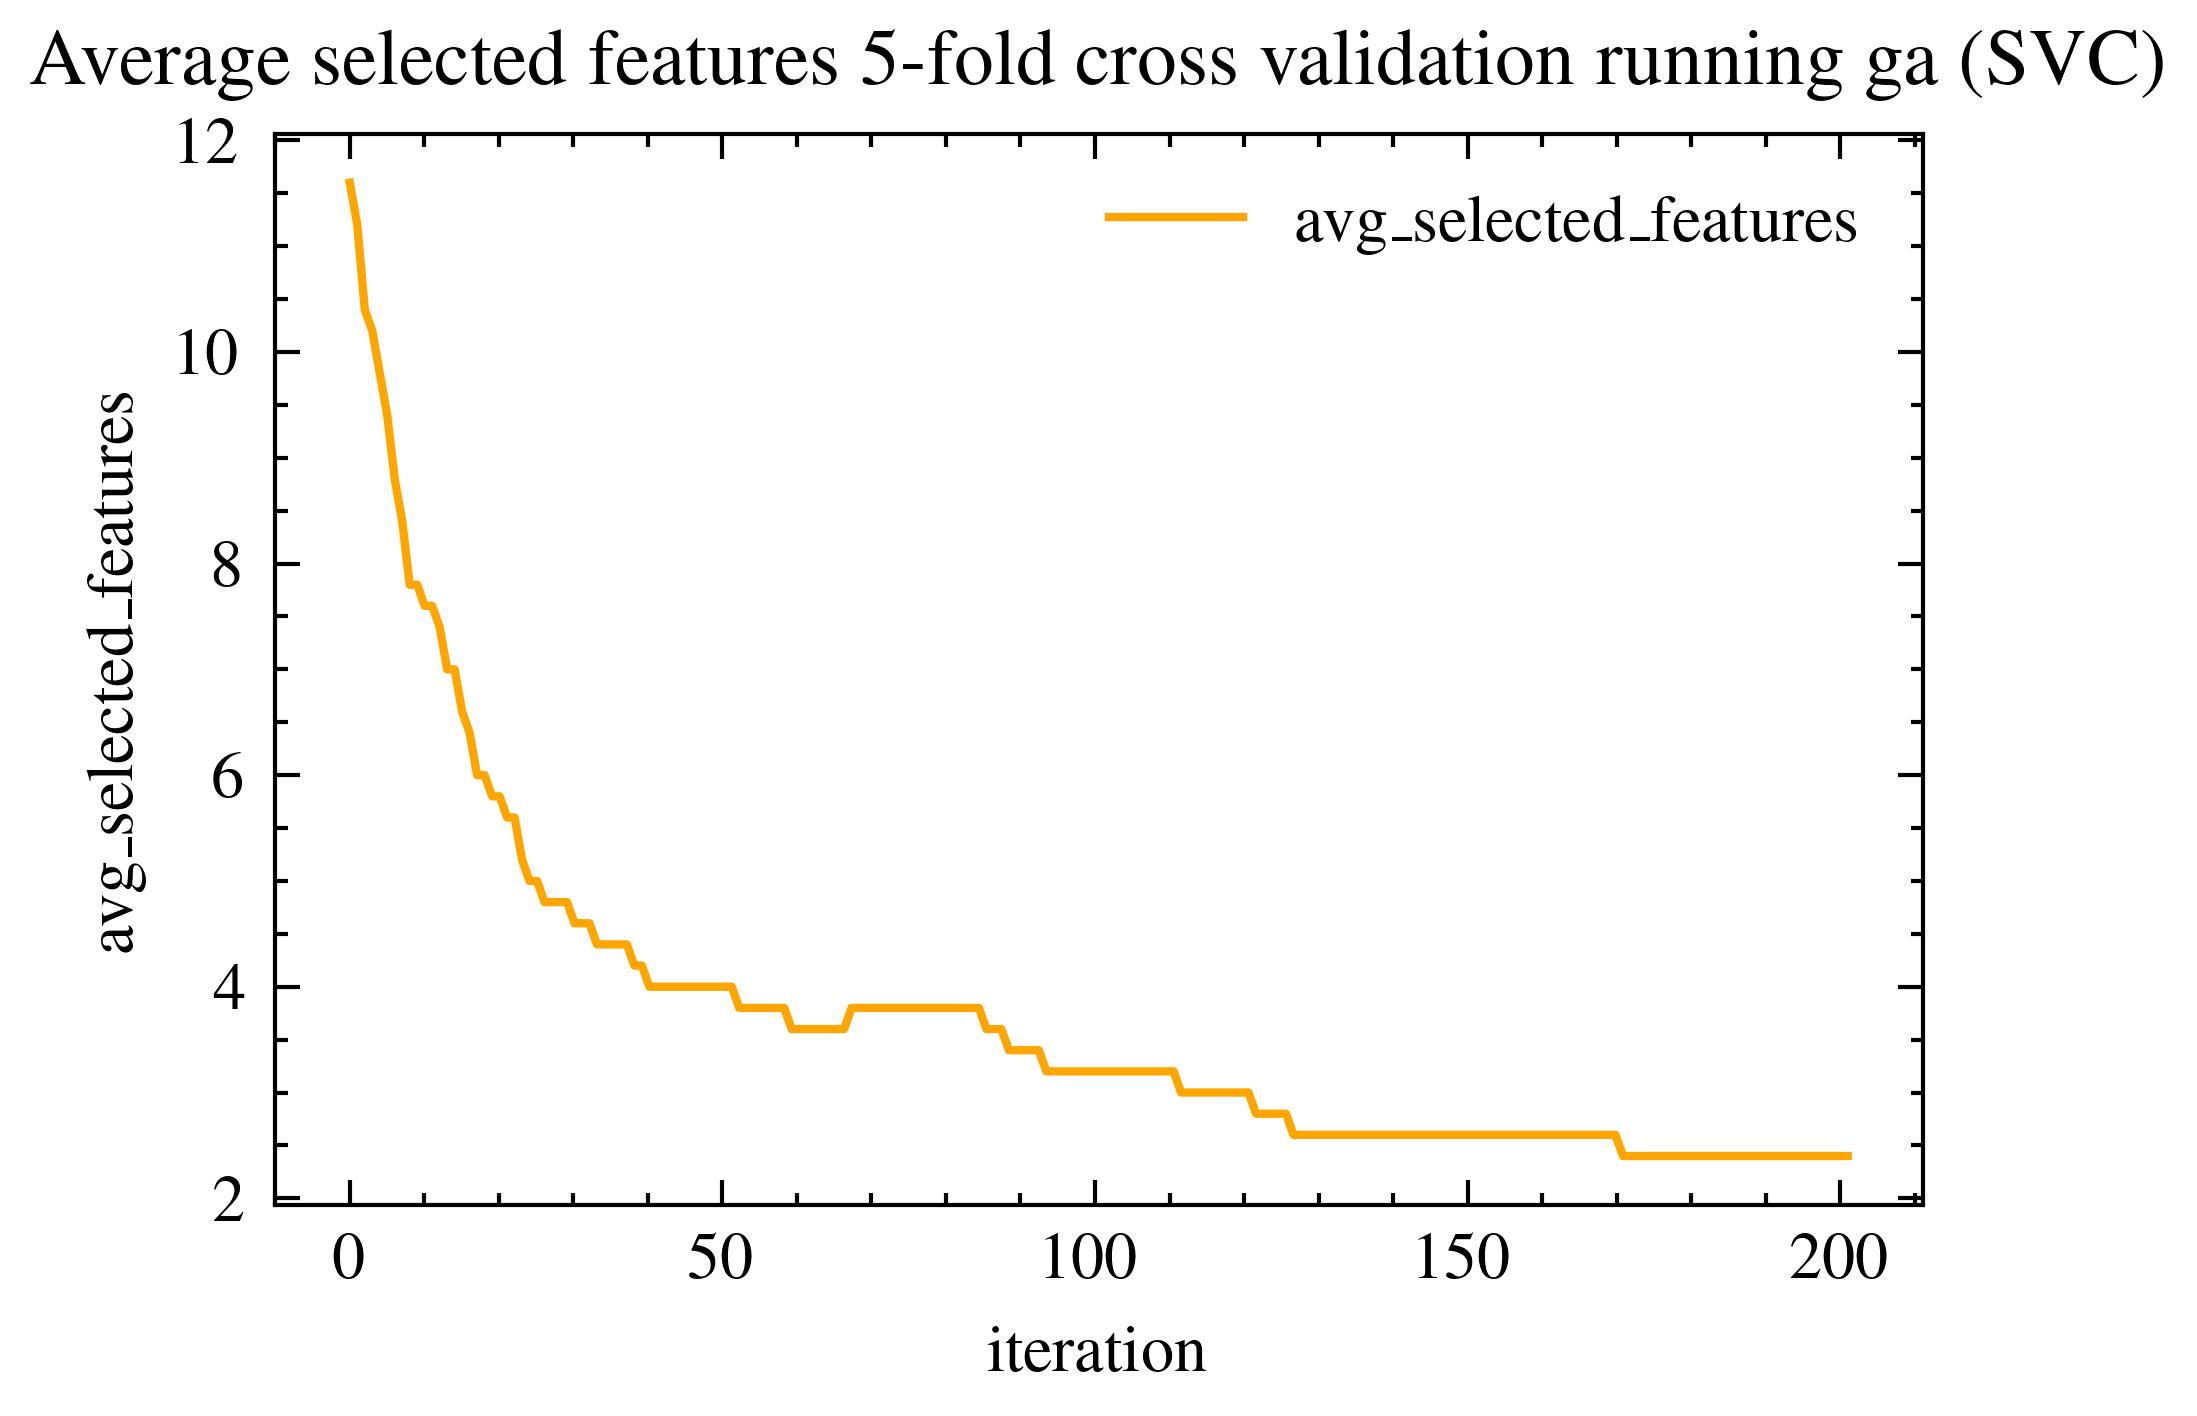 Average selected features 5-fold cross validation running ga (SVC)
avg_selected_features
12
10
8
6
4
2
avg_selected_features
0 50 100 150 200
iteration